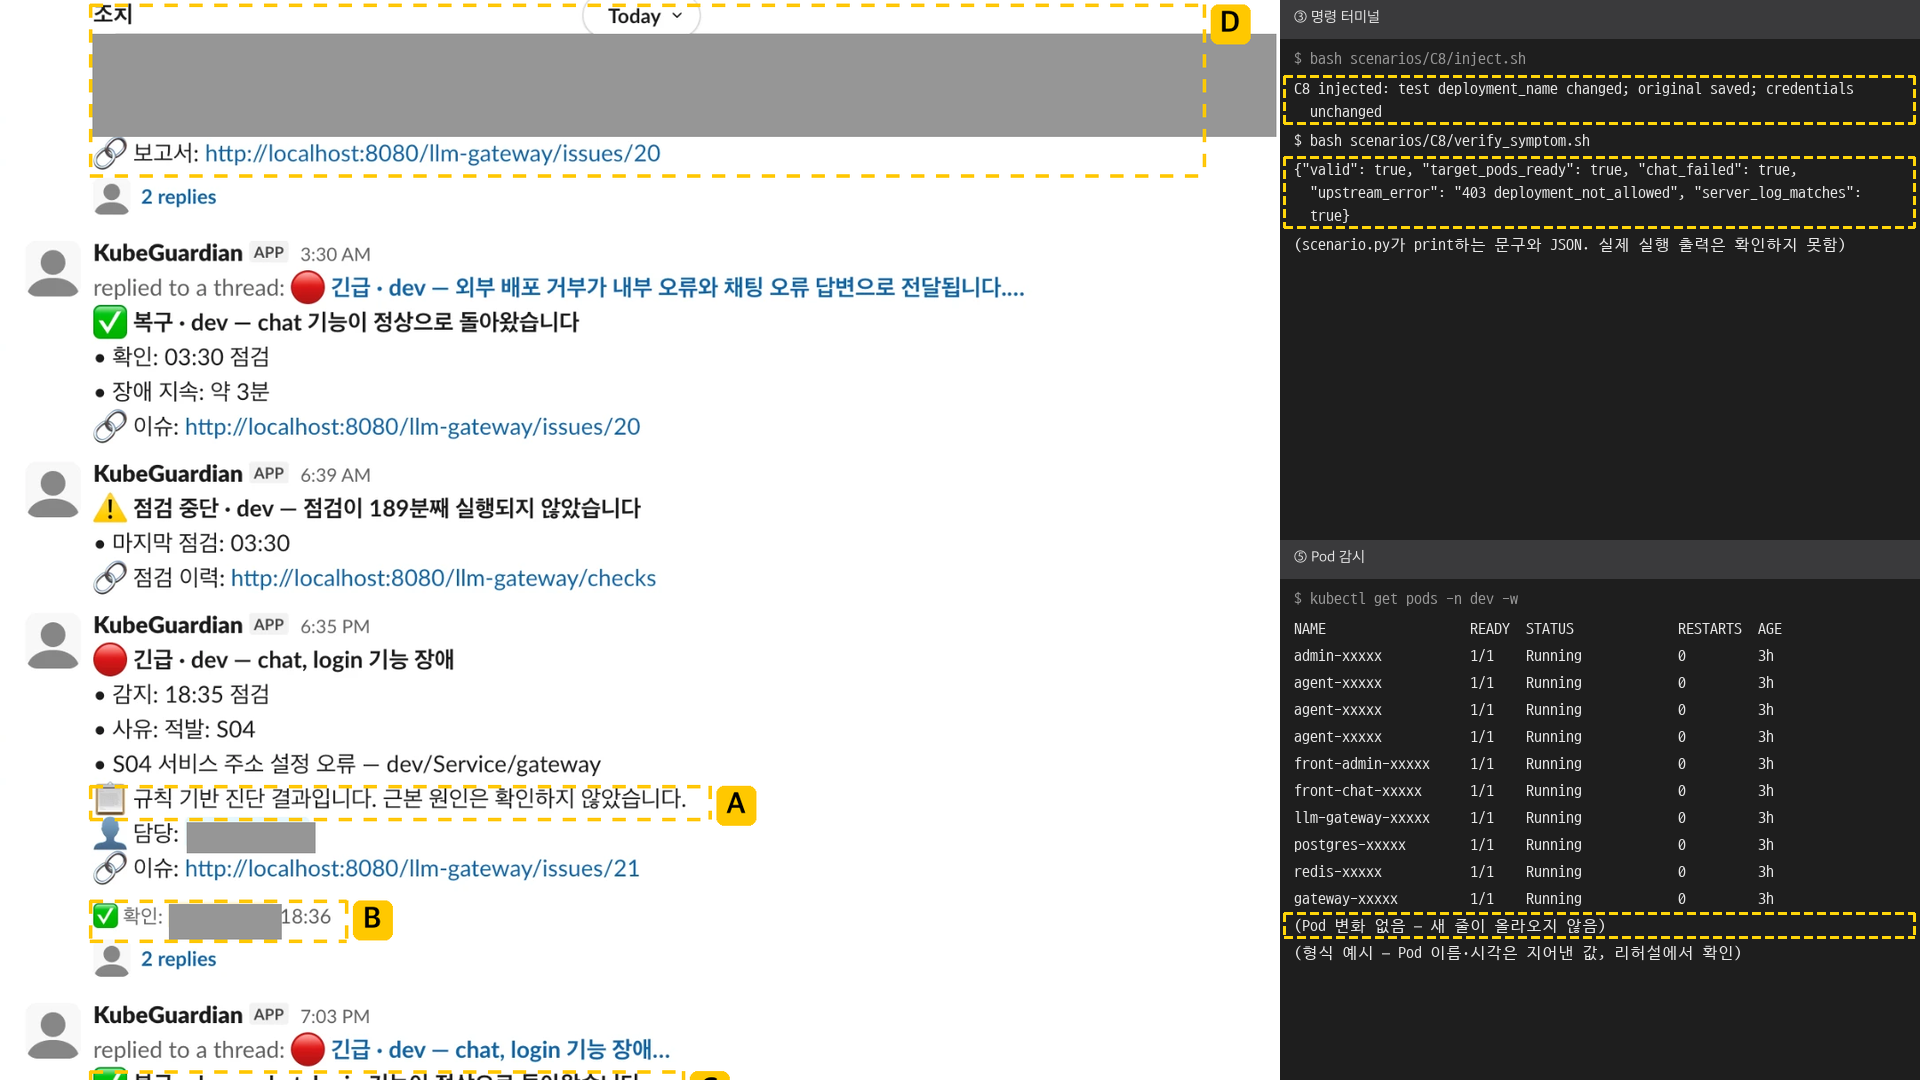 조지
Today
D
보고서: http://localhost:8080/llm-gateway/issues/20
2 replies
KubeGuardian APP 3:30 AM
replied to a thread: 긴급 · dev — 외부 배포 거부가 내부 오류와 채팅 오류 답변으로 전달됩니다....
복구 · dev — chat 기능이 정상으로 돌아왔습니다
• 확인: 03:30 점검
• 장애 지속: 약 3분
이슈: http://localhost:8080/llm-gateway/issues/20
KubeGuardian APP 6:39 AM
점검 중단 · dev — 점검이 189분째 실행되지 않았습니다
• 마지막 점검: 03:30
점검 이력: http://localhost:8080/llm-gateway/checks
KubeGuardian APP 6:35 PM
긴급 · dev — chat, login 기능 장애
• 감지: 18:35 점검
• 사유: 적발: S04
• S04 서비스 주소 설정 오류 — dev/Service/gateway
규칙 기반 진단 결과입니다. 근본 원인은 확인하지 않았습니다.
A
담당:
이슈: http://localhost:8080/llm-gateway/issues/21
확인: 18:36
B
2 replies
KubeGuardian APP 7:03 PM
replied to a thread: 긴급 · dev — chat, login 기능 장애...
③ 명령 터미널
$ bash scenarios/C8/inject.sh
C8 injected: test deployment_name changed; original saved; credentials
unchanged
$ bash scenarios/C8/verify_symptom.sh
{"valid": true, "target_pods_ready": true, "chat_failed": true,
"upstream_error": "403 deployment_not_allowed", "server_log_matches":
true}
(scenario.py가 print하는 문구와 JSON. 실제 실행 출력은 확인하지 못함)
⑤ Pod 감시
$ kubectl get pods -n dev -w
NAME READY STATUS RESTARTS AGE
admin-xxxxx 1/1 Running 0 3h
agent-xxxxx 1/1 Running 0 3h
agent-xxxxx 1/1 Running 0 3h
agent-xxxxx 1/1 Running 0 3h
front-admin-xxxxx 1/1 Running 0 3h
front-chat-xxxxx 1/1 Running 0 3h
llm-gateway-xxxxx 1/1 Running 0 3h
postgres-xxxxx 1/1 Running 0 3h
redis-xxxxx 1/1 Running 0 3h
gateway-xxxxx 1/1 Running 0 3h
(Pod 변화 없음 — 새 줄이 올라오지 않음)
(형식 예시 — Pod 이름·시각은 지어낸 값, 리허설에서 확인)